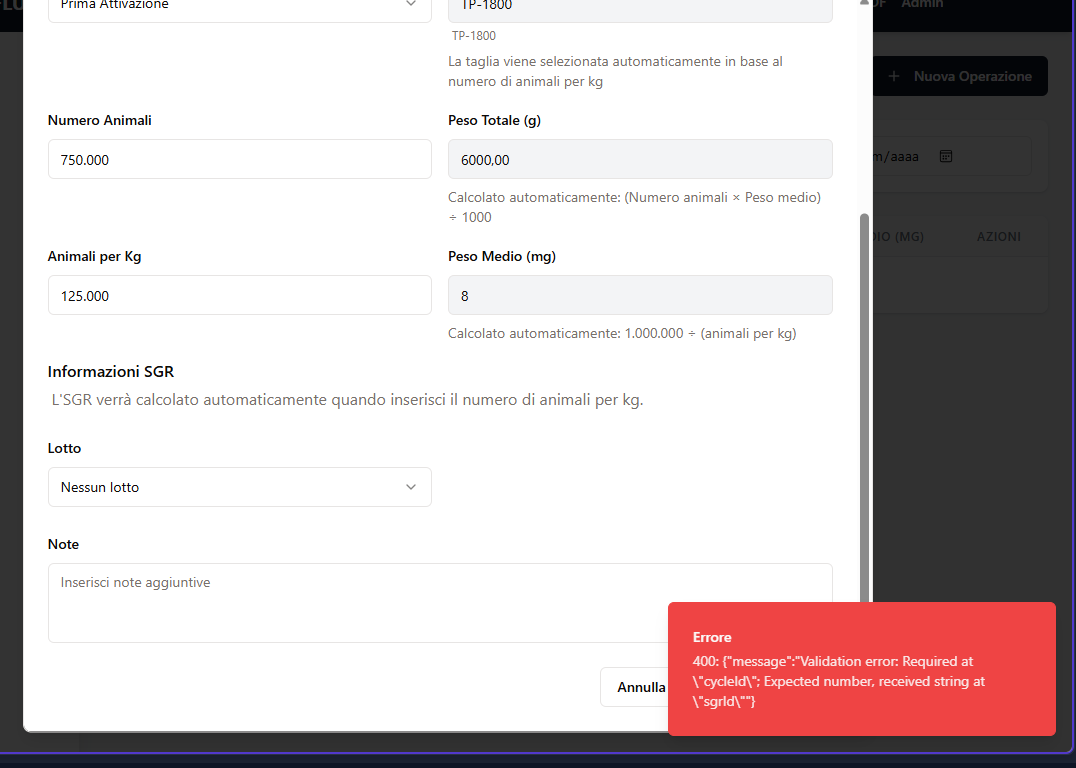 Admin
Prima Attivazione
TP-1800
TP-1800
La taglia viene selezionata automaticamente in base al
numero di animali per kg
Nuova Operazione
Numero Animali
Peso Totale (g)
750.000
6000,00
m/aaaa
Calcolato automaticamente: (Numero animali × Peso medio)
÷ 1000
DIO (MG)
AZIONI
Animali per Kg
Peso Medio (mg)
125.000
8
Calcolato automaticamente: 1.000.000 ÷ (animali per kg)
Informazioni SGR
L'SGR verrà calcolato automaticamente quando inserisci il numero di animali per kg.
Lotto
Nessun lotto
Note
Inserisci note aggiuntive
Annulla
Errore
400: {"message":"Validation error: Required at
\"cycleId\"; Expected number, received string at
\"sgrId\""}